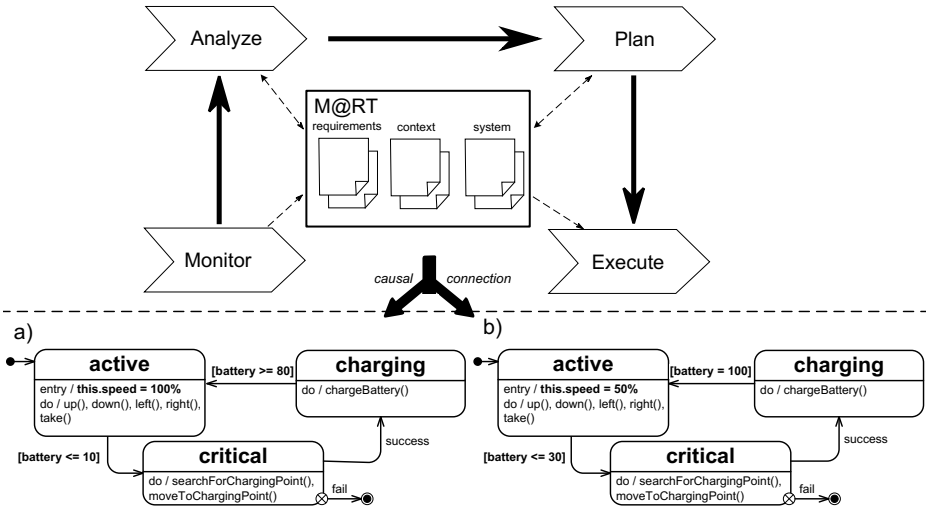 Analyze
Plan
M@RT
requirements context system
Monitor
Execute
causal connection
a)
active
entry / this.speed = 100%
do / up(), down(), left(), right(),
take()
[battery >= 80]
charging
do / chargeBattery()
[battery <= 10]
critical
do / searchForChargingPoint(),
moveToChargingPoint()
success
fail
b)
active
entry / this.speed = 50%
do / up(), down(), left(), right(),
take()
[battery = 100]
charging
do / chargeBattery()
[battery <= 30]
critical
do / searchForChargingPoint(),
moveToChargingPoint()
success
fail